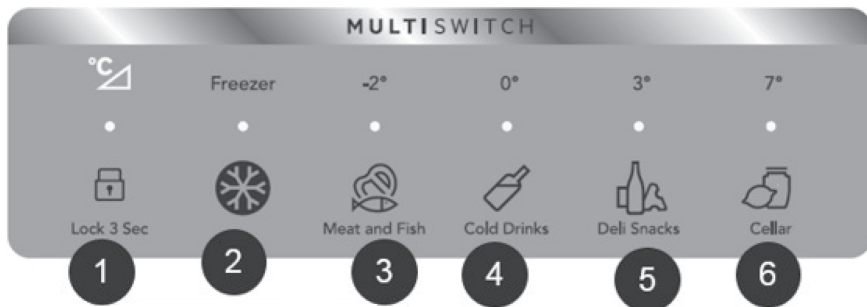 MULTISWITCH
°C Freezer -2° 0° 3° 7°
Lock 3 Sec Meat and Fish Cold Drinks Deli Snacks Cellar
1 2 3 4 5 6